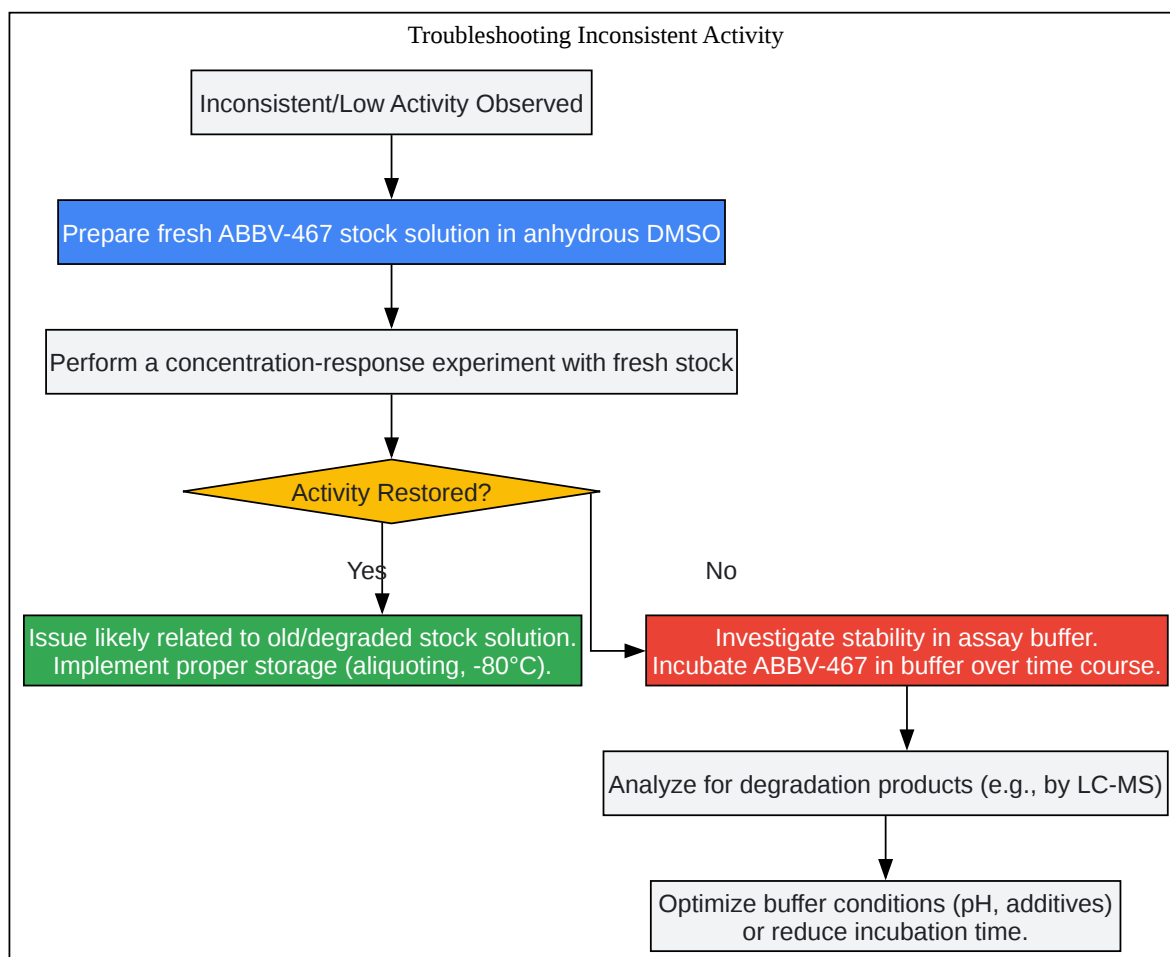 Troubleshooting Inconsistent Activity
Inconsistent/Low Activity Observed
Prepare fresh ABBV-467 stock solution in anhydrous DMSO
Perform a concentration-response experiment with fresh stock
Activity Restored?
Yes
No
Issue likely related to old/degraded stock solution.
Implement proper storage (aliquoting, -80°C).
Investigate stability in assay buffer.
Incubate ABBV-467 in buffer over time course.
Analyze for degradation products (e.g., by LC-MS)
Optimize buffer conditions (pH, additives)
or reduce incubation time.